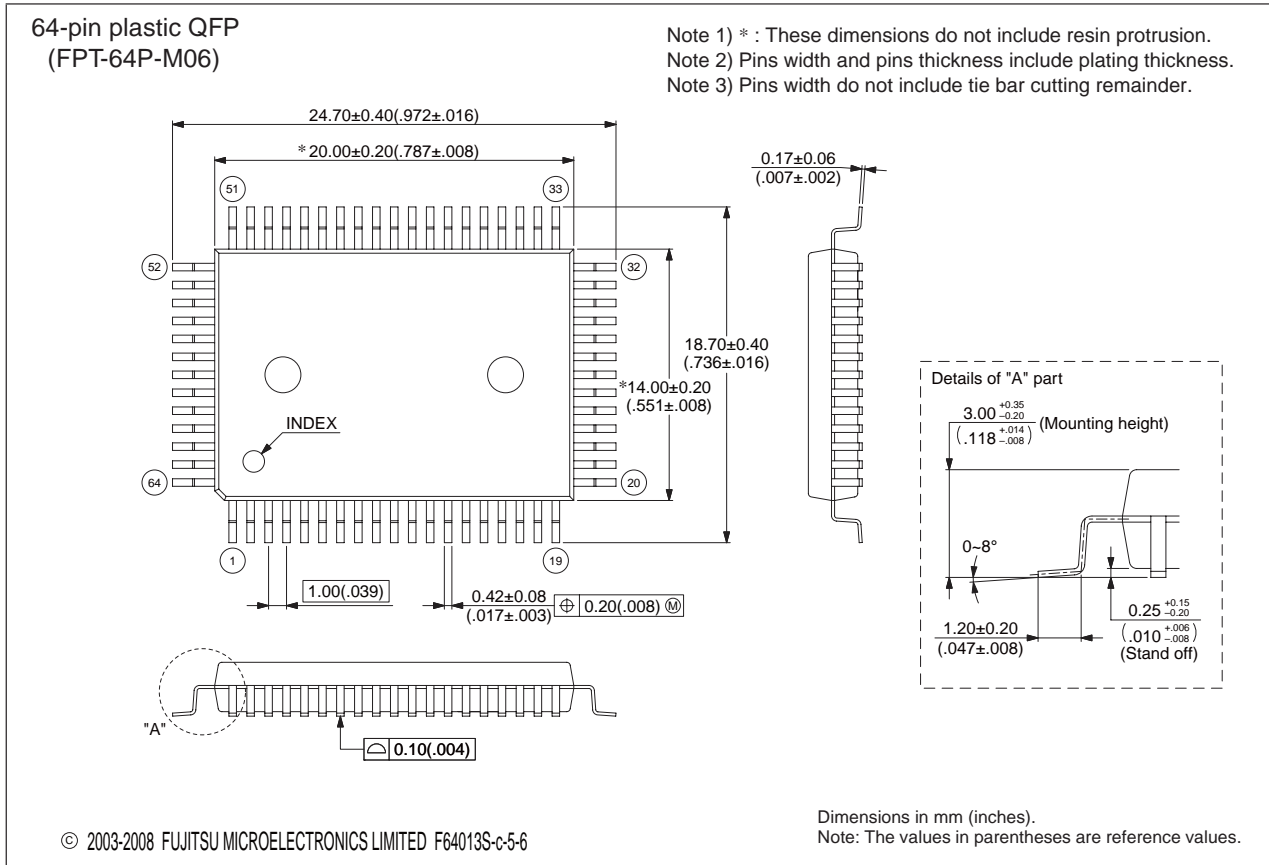 64-pin plastic QFP
(FPT-64P-M06)
Note 1) * : These dimensions do not include resin protrusion.
Note 2) Pins width and pins thickness include plating thickness.
Note 3) Pins width do not include tie bar cutting remainder.
24.70±0.40(.972±.016)
*20.00±0.20(.787±.008)
0.17±0.06
(.007±.002)
51
33
52
32
18.70±0.40
(.736±.016)
*14.00±0.20
(.551±.008)
INDEX
64
20
1
19
1.00(.039)
0.42±0.08
(.017±.003)
⌖ 0.20(.008) Ⓜ
Details of "A" part
3.00 +0.35 –0.20
(.118 +.014 –.008)
(Mounting height)
0~8°
1.20±0.20
(.047±.008)
0.25 +0.15 –0.20
(.010 +.006 –.008)
(Stand off)
"A"
⌓ 0.10(.004)
© 2003-2008 FUJITSU MICROELECTRONICS LIMITED F64013S-c-5-6
Dimensions in mm (inches).
Note: The values in parentheses are reference values.